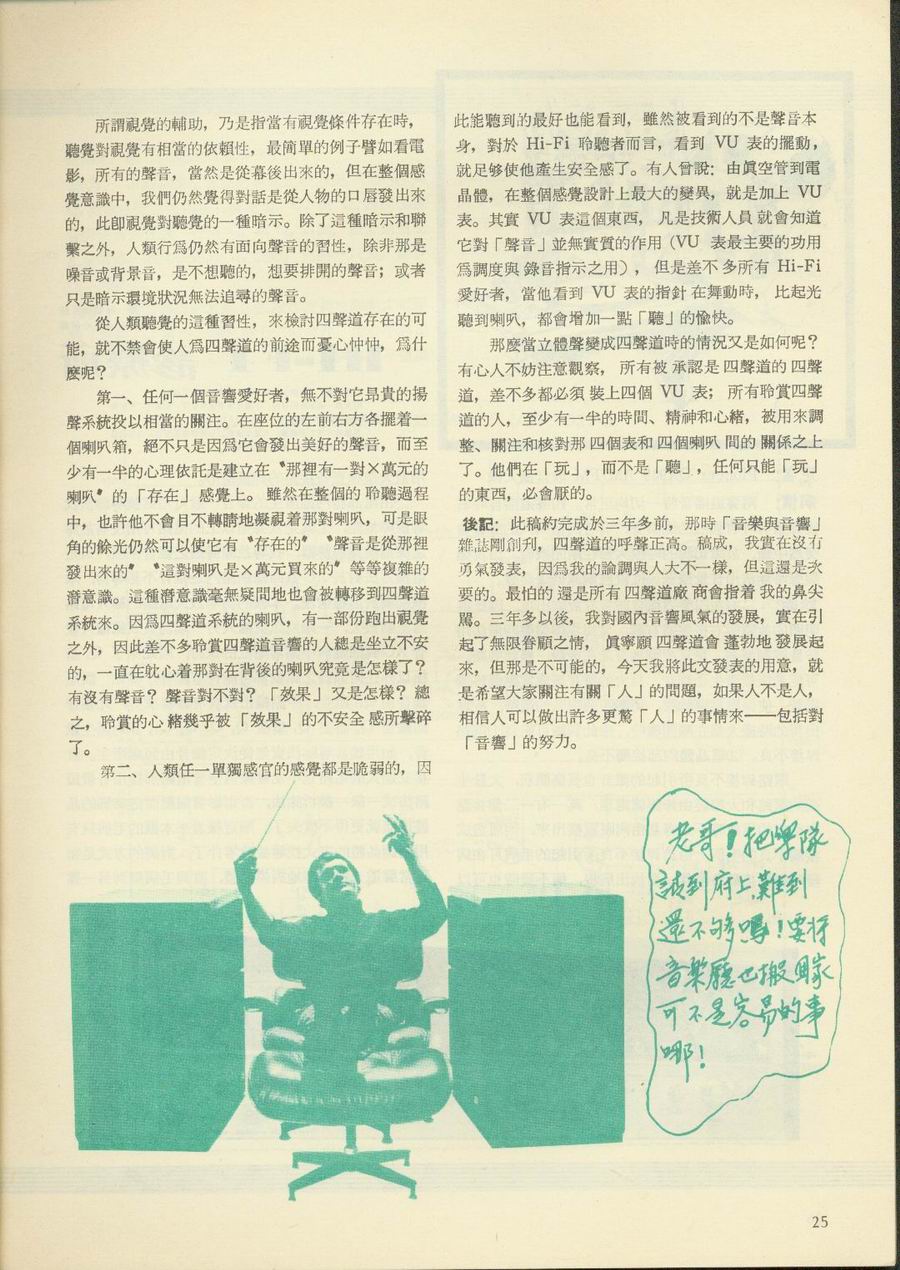 所謂視覺的輔助，乃是指當有視覺條件存在時，
聽覺對視覺有相當的依賴性，最簡單的例子譬如看電
影，所有的聲音，當然是從幕後出來的，但在整個感
覺意識中，我們仍然覺得對話是從人物的口唇發出來
的，此卽視覺對聽覺的一種暗示。除了這種暗示和聯
繫之外，人類行爲仍然有面向聲音的習性，除非那是
噪音或背景音，是不想聽的，想要排開的聲音；或者
只是暗示環境狀況無法追尋的聲音。
從人類聽覺的這種習性，來檢討四聲道存在的可
能，就不禁會使人爲四聲道的前途而憂心忡忡，爲什
麽呢？
第一、任何一個音響愛好者，無不對它昻貴的揚
聲系統投以相當的關注。在座位的左前右方各擺着一
個喇叭箱，絕不只是因爲它會發出美好的聲音，而至
少有一半的心理依託是建立在〝那裡有一對×萬元的
喇叭〞的「存在」感覺上。雖然在整個的聆聽過程
中，也許他不會目不轉睛地凝視着那對喇叭，可是眼
角的餘光仍然可以使它有〝存在的〞〝聲音是從那裡
發出來的〞〝這對喇叭是×萬元買來的〞等等複雜的
潛意識。這種潛意識毫無疑問地也會被轉移到四聲道
系統來。因爲四聲道系統的喇叭，有一部份跑出視覺
之外，因此差不多聆賞四聲道音響的人總是坐立不安
的，一直在躭心着那對在背後的喇叭究竟是怎樣了？
有沒有聲音？聲音對不對？「效果」又是怎樣？總
之，聆賞的心緒幾乎被「效果」的不安全感所擊碎
了。
第二、人類任一單獨感官的感覺都是脆弱的，因
此能聽到的最好也能看到，雖然被看到的不是聲音本
身，對於 Hi-Fi 聆聽者而言，看到 VU 表的擺動，
就足够使他產生安全感了。有人曾說：由眞空管到電
晶體，在整個感覺設計上最大的變異，就是加上 VU
表。其實 VU 表這個東西，凡是技術人員就會知道
它對「聲音」並無實質的作用（VU 表最主要的功用
爲調度與錄音指示之用），但是差不多所有 Hi-Fi
愛好者，當他看到 VU 表的指針在舞動時，比起光
聽到喇叭，都會增加一點「聽」的愉快。
那麽當立體聲變成四聲道時的情況又是如何呢？
有心人不妨注意觀察，所有被承認是四聲道的四聲
道，差不多都必須裝上四個 VU 表；所有聆賞四聲
道的人，至少有一半的時間、精神和心緒，被用來調
整、關注和核對那四個表和四個喇叭間的關係之上
了。他們在「玩」，而不是「聽」，任何只能「玩」
的東西，必會厭的。
後記：此稿約完成於三年多前，那時「音樂與音響」
雜誌剛創刋，四聲道的呼聲正高。稿成，我實在沒有
勇氣發表，因爲我的論調與人大不一樣，但這還是次
要的。最怕的還是所有四聲道廠商會指着我的鼻尖
駡。三年多以後，我對國內音響風氣的發展，實在引
起了無限眷顧之情，眞寧願四聲道會蓬勃地發展起
來，但那是不可能的，今天我將此文發表的用意，就
是希望大家關注有關「人」的問題，如果人不是人，
相信人可以做出許多更驚「人」的事情來——包括對
「音響」的努力。
老哥！把樂隊
請到府上，難到
還不够嗎！要將
音樂廳也搬回家
可不是容易的事
哪！
25